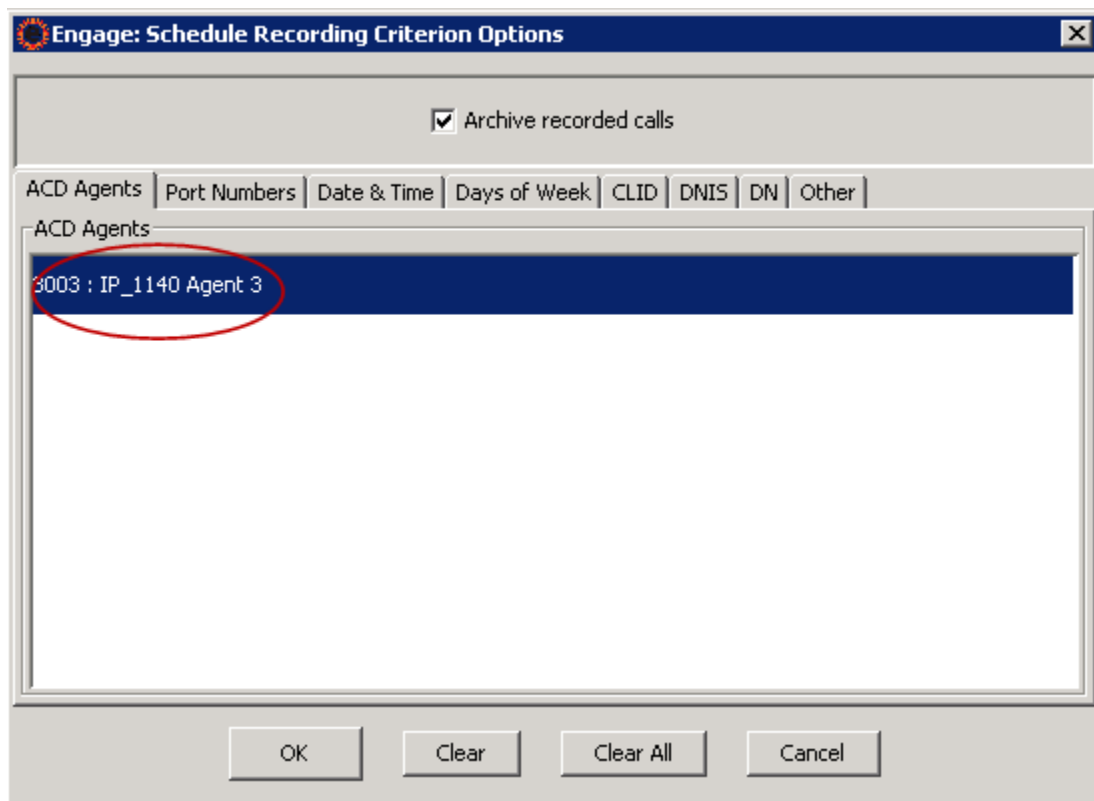 Engage: Schedule Recording Criterion Options
Archive recorded calls
ACD Agents Port Numbers Date & Time Days of Week CLID DNIS DN Other
ACD Agents
3003 : IP_1140 Agent 3
OK Clear Clear All Cancel